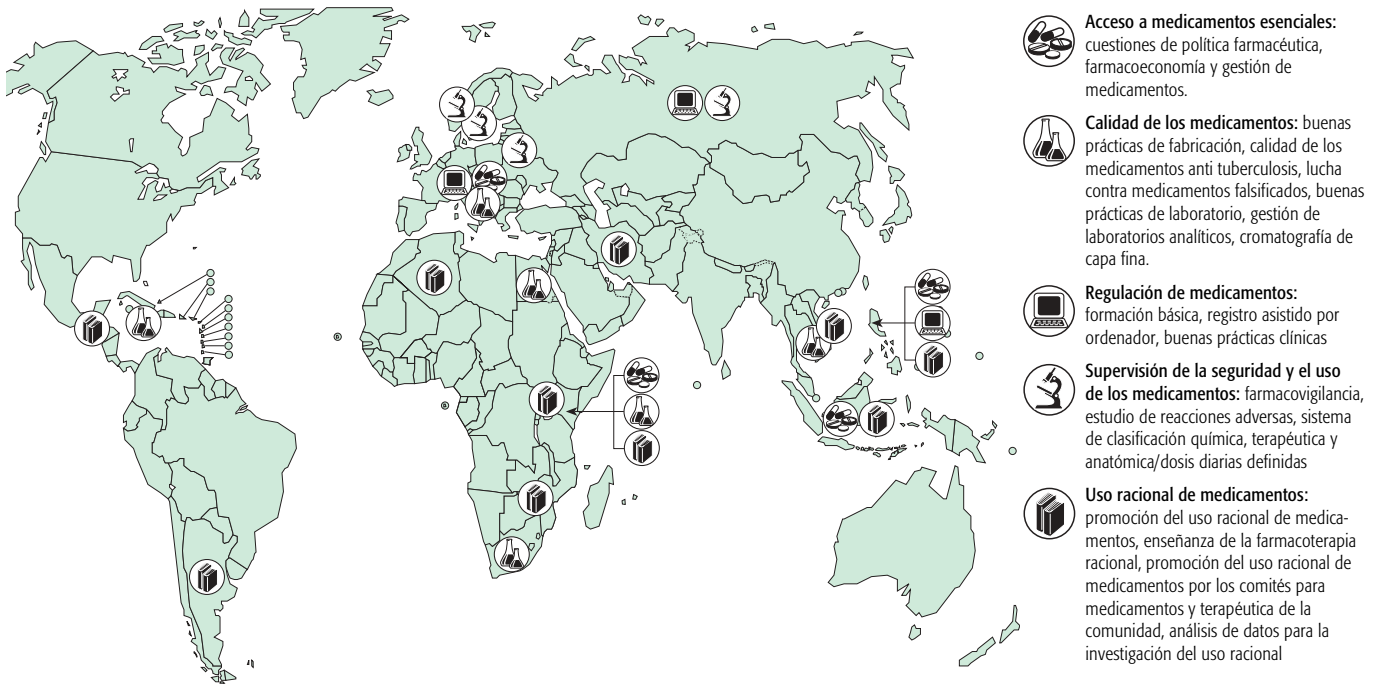 Acceso a medicamentos esenciales:
cuestiones de política farmacéutica,
farmacoeconomía y gestión de
medicamentos.
Calidad de los medicamentos: buenas
prácticas de fabricación, calidad de los
medicamentos anti tuberculosis, lucha
contra medicamentos falsificados, buenas
prácticas de laboratorio, gestión de
laboratorios analíticos, cromatografía de
capa fina.
Regulación de medicamentos:
formación básica, registro asistido por
ordenador, buenas prácticas clínicas
Supervisión de la seguridad y el uso
de los medicamentos: farmacovigilancia,
estudio de reacciones adversas, sistema
de clasificación química, terapéutica y
anatómica/dosis diarias definidas
Uso racional de medicamentos:
promoción del uso racional de medica-
mentos, enseñanza de la farmacoterapia
racional, promoción del uso racional de
medicamentos por los comités para
medicamentos y terapéutica de la
comunidad, análisis de datos para la
investigación del uso racional